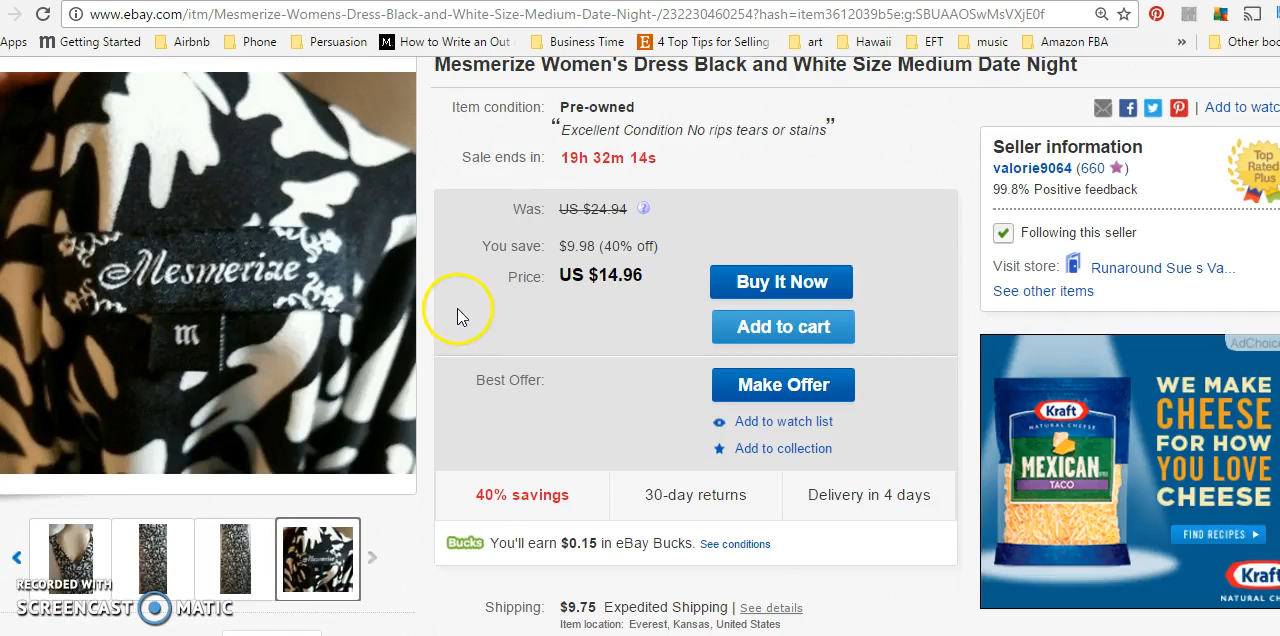 www.ebay.com/itm/Mesmerize-Womens-Dress-Black-and-White-Size-Medium-Date-Night-/232230460254?hash=item3612039b5e:g:SBUAAOSwMsVXjE0f
Apps Getting Started Airbnb Phone Persuasion How to Write an Out Business Time 4 Top Tips for Selling art Hawaii EFT music Amazon FBA » Other boo
Mesmerize Women's Dress Black and White Size Medium Date Night
Item condition: Pre-owned
“Excellent Condition No rips tears or stains”
| Add to watc
Sale ends in: 19h 32m 14s
Was: US $24.94
You save: $9.98 (40% off)
Price: US $14.96
Buy It Now
Add to cart
Best Offer:
Make Offer
Add to watch list
Add to collection
40% savings 30-day returns Delivery in 4 days
Bucks You'll earn $0.15 in eBay Bucks. See conditions
Shipping: $9.75 Expedited Shipping | See details
Item location: Everest, Kansas, United States
Seller information
valorie9064 (660)
99.8% Positive feedback
Top
Rated
Plus
Following this seller
Visit store: Runaround Sue s Va...
See other items
AdChoice
WE MAKE
CHEESE
FOR HOW
YOU LOVE
CHEESE
FIND RECIPES
Kraft
NATURAL CHEESE
MEXICAN
TACO
Kraft
NATURAL CH
Mesmerize
m
Mesmerize
RECORDED WITH
SCREENCAST MATIC